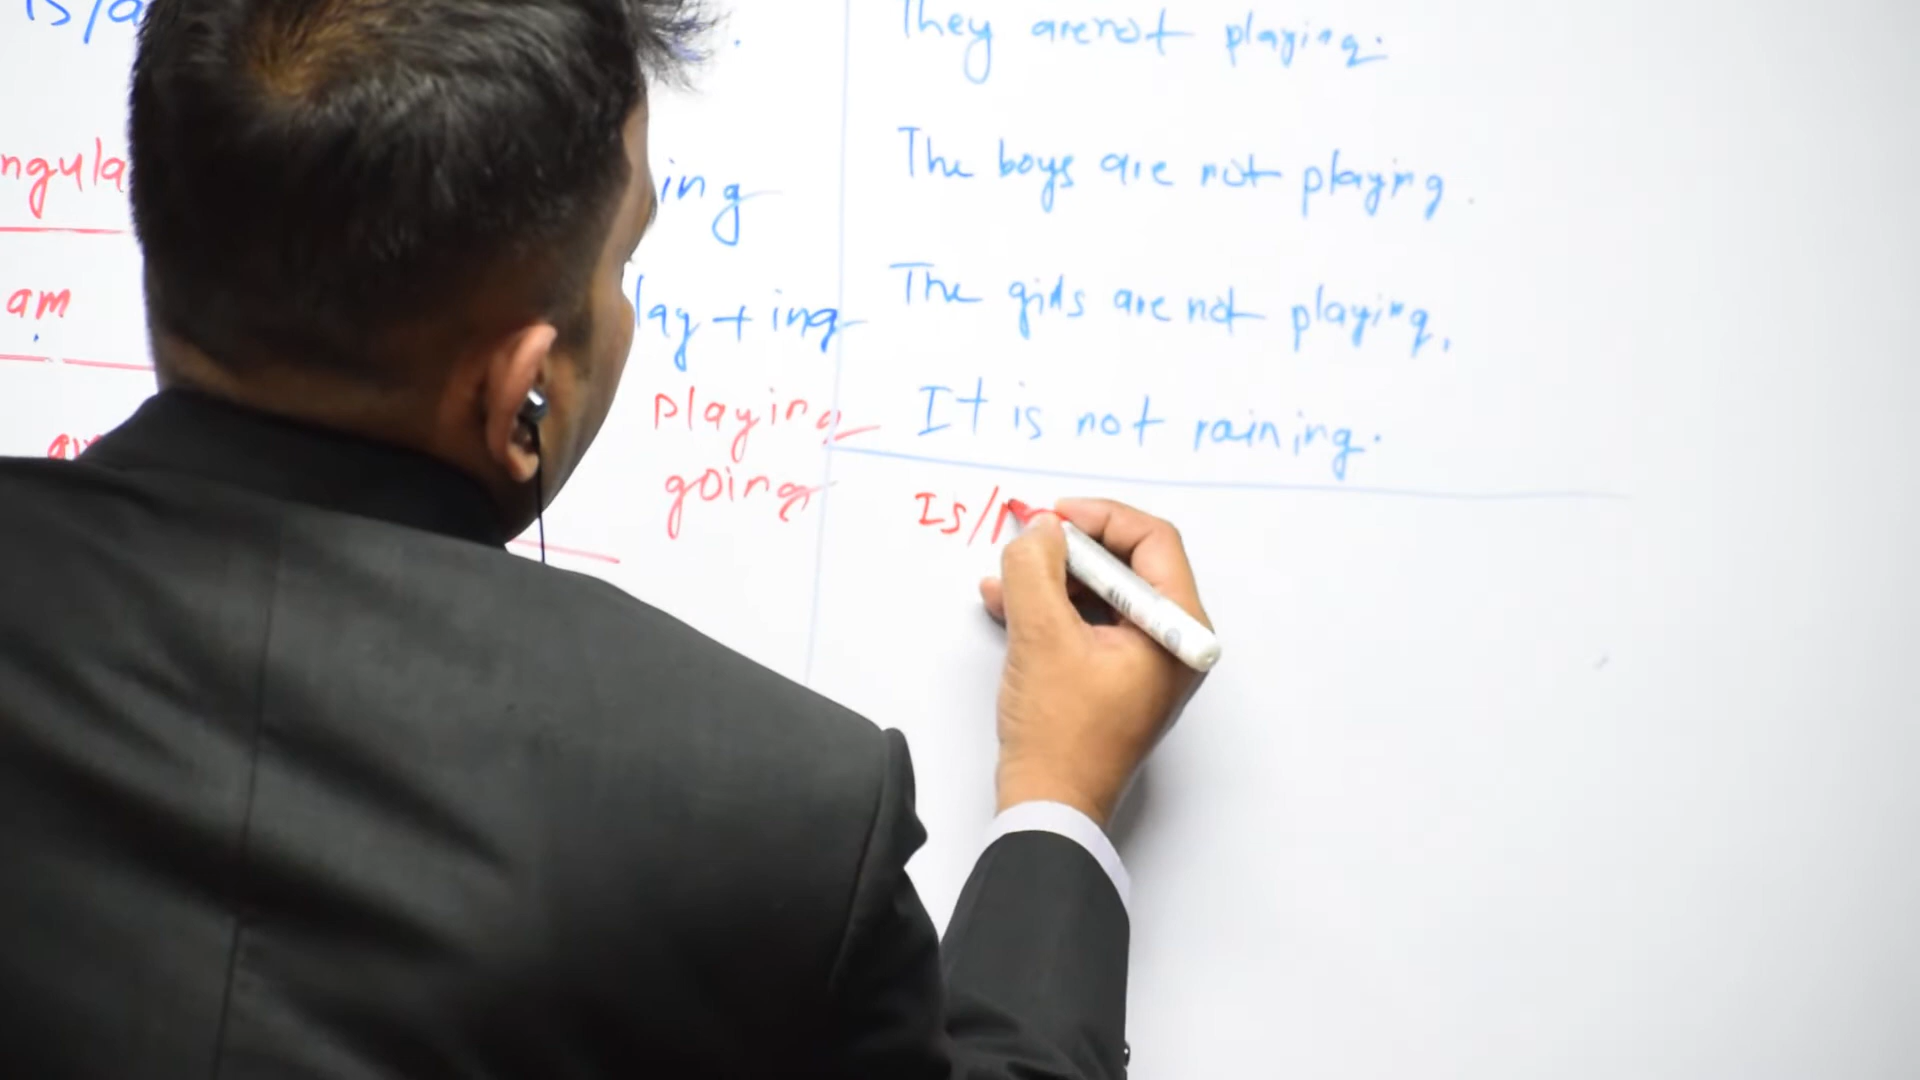 is/a
ngula
am
ing
lay + ing
playing
going
They are not playing.
The boys are not playing.
The girls are not playing.
It is not raining.
Is/